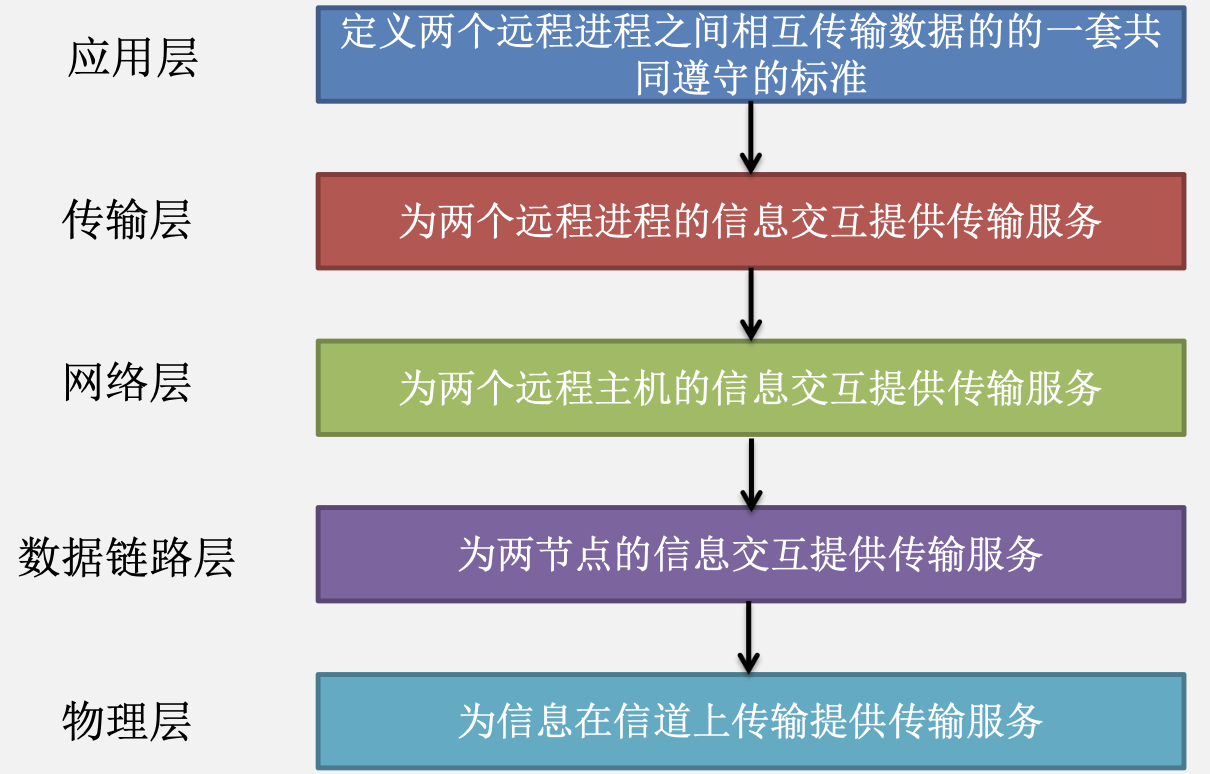 应用层
定义两个远程进程之间相互传输数据的的一套共
同遵守的标准
传输层
为两个远程进程的信息交互提供传输服务
网络层
为两个远程主机的信息交互提供传输服务
数据链路层
为两节点的信息交互提供传输服务
物理层
为信息在信道上传输提供传输服务